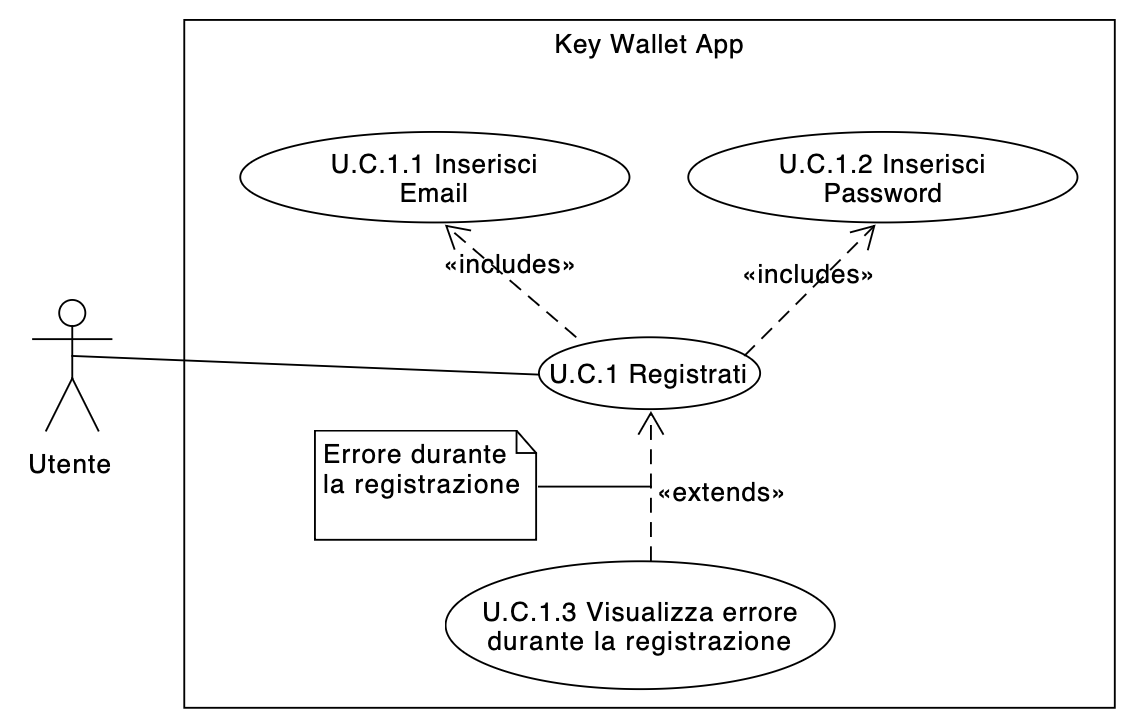 Key Wallet App
U.C.1.1 Inserisci
Email
U.C.1.2 Inserisci
Password
«includes»
«includes»
U.C.1 Registrati
Utente
Errore durante
la registrazione
«extends»
U.C.1.3 Visualizza errore
durante la registrazione